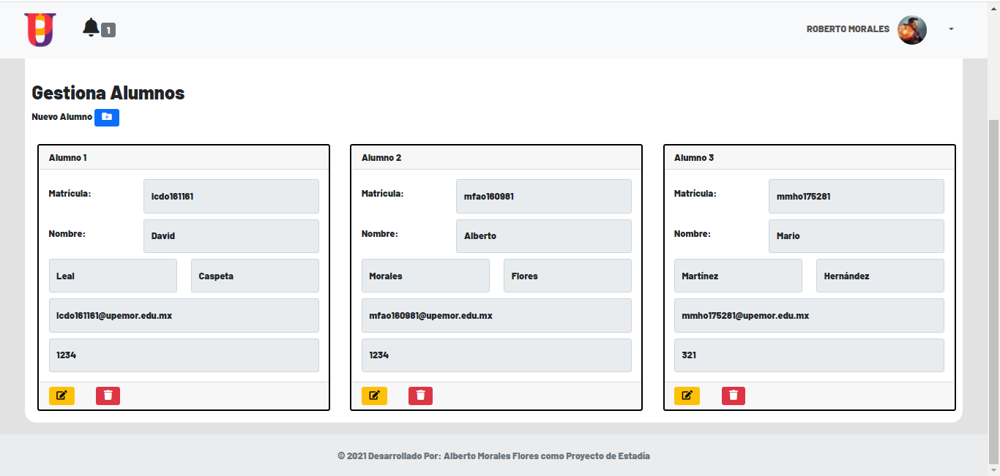 1
ROBERTO MORALES
Gestiona Alumnos
Nuevo Alumno
Alumno 1
Matrícula:
lcdo161161
Nombre:
David
Leal
Caspeta
lcdo161161@upemor.edu.mx
1234
Alumno 2
Matrícula:
mfao160981
Nombre:
Alberto
Morales
Flores
mfao160981@upemor.edu.mx
1234
Alumno 3
Matrícula:
mmho175281
Nombre:
Mario
Martínez
Hernández
mmho175281@upemor.edu.mx
321
© 2021 Desarrollado Por: Alberto Morales Flores como Proyecto de Estadía